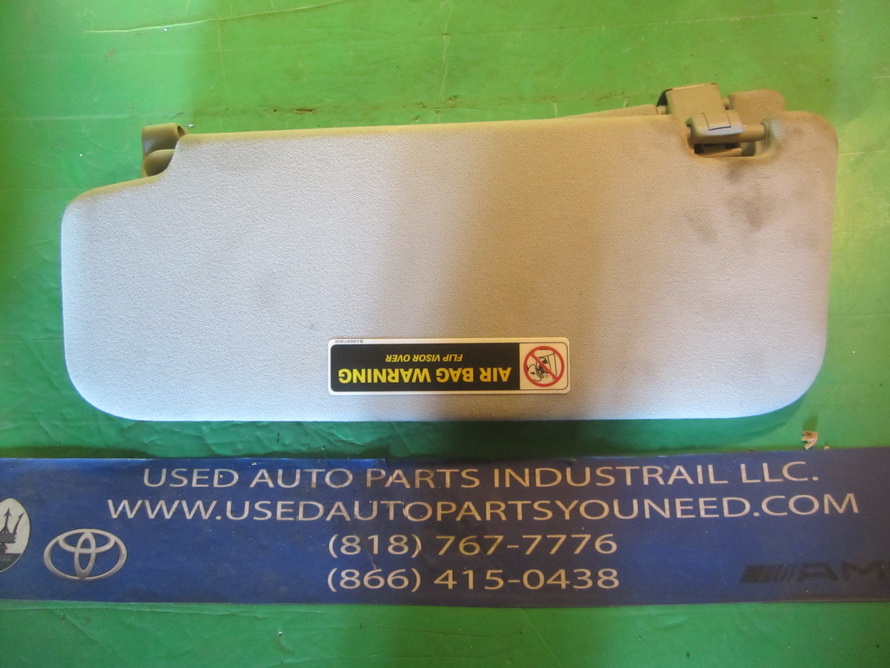 AIR BAG WARNING
FLIP VISOR OVER
USED AUTO PARTS INDUSTRAIL LLC.
WWW.USEDAUTOPARTSYOUNEED.COM
(818) 767-7776
(866) 415-0438
AM